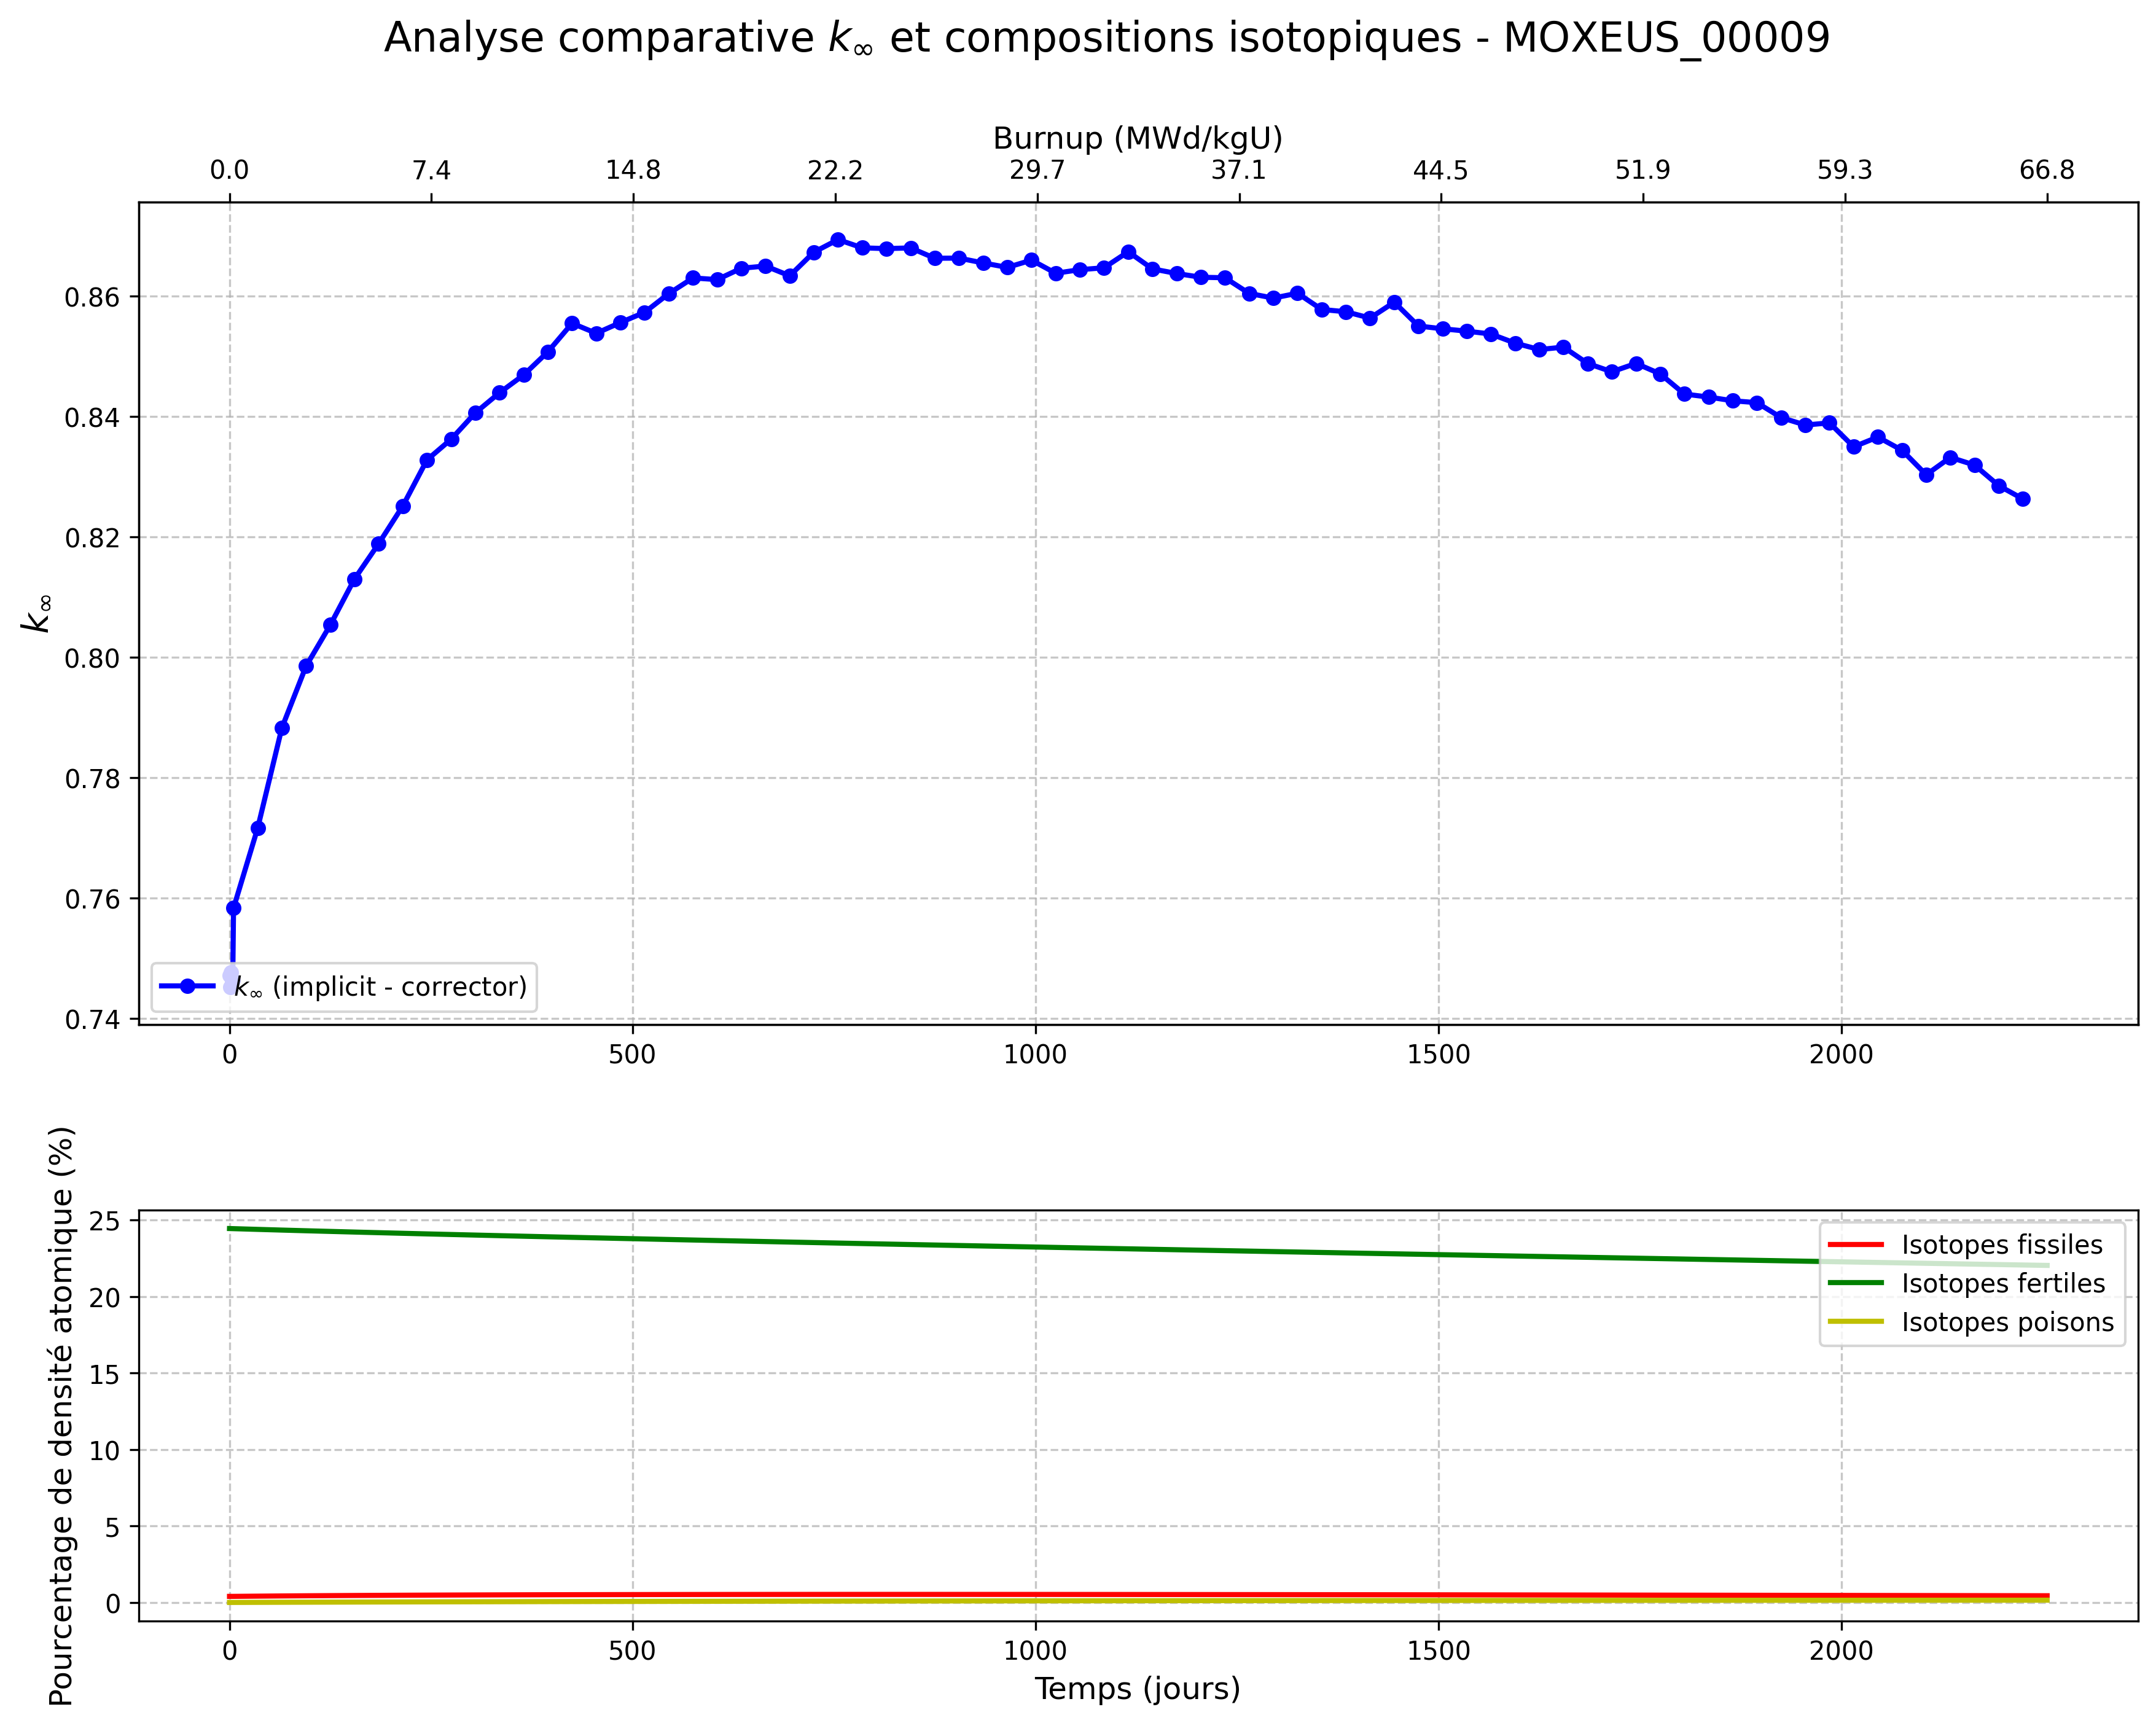 Analyse comparative k∞ et compositions isotopiques - MOXEUS_00009
Burnup (MWd/kgU)
0.0 7.4 14.8 22.2 29.7 37.1 44.5 51.9 59.3 66.8
k∞
0.86
0.84
0.82
0.80
0.78
0.76
0.74
k∞ (implicit - corrector)
0 500 1000 1500 2000
Pourcentage de densité atomique (%)
25
20
15
10
5
0
Isotopes fissiles
Isotopes fertiles
Isotopes poisons
0 500 1000 1500 2000
Temps (jours)